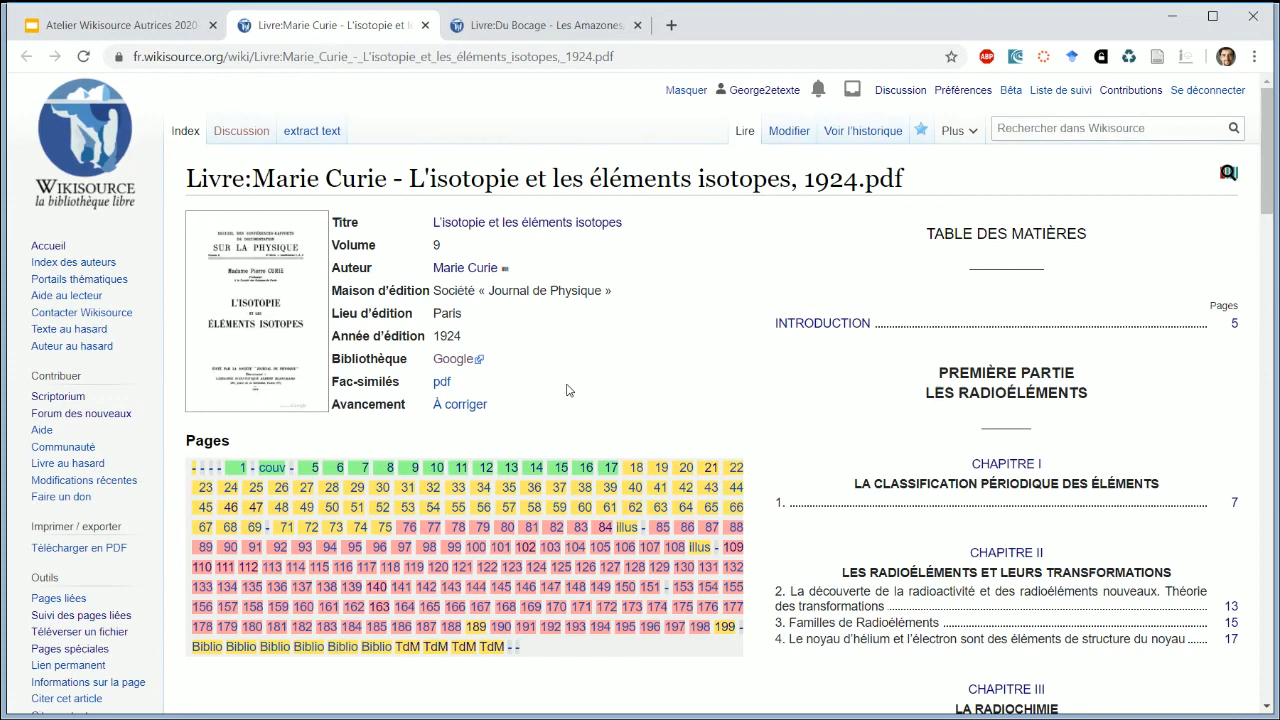 Atelier Wikisource Autrices 2020
Livre:Marie Curie - L'isotopie et le
Livre:Du Bocage - Les Amazones,
fr.wikisource.org/wiki/Livre:Marie_Curie_-_L'isotopie_et_les_éléments_isotopes,_1924.pdf
ABP
Masquer George2etexte Discussion Préférences Bêta Liste de suivi Contributions Se déconnecter
Index Discussion extract text Lire Modifier Voir l'historique Plus Rechercher dans Wikisource
WIKISOURCE
la bibliothèque libre
Accueil
Index des auteurs
Portails thématiques
Aide au lecteur
Contacter Wikisource
Texte au hasard
Auteur au hasard
Contribuer
Scriptorium
Forum des nouveaux
Aide
Communauté
Livre au hasard
Modifications récentes
Faire un don
Imprimer / exporter
Télécharger en PDF
Outils
Pages liées
Suivi des pages liées
Téléverser un fichier
Pages spéciales
Lien permanent
Informations sur la page
Citer cet article
Livre:Marie Curie - L'isotopie et les éléments isotopes, 1924.pdf
RECUEIL DES CONFÉRENCES-RAPPORTS
DE DOCUMENTATION
SUR LA PHYSIQUE
Madame Pierre CURIE
L'ISOTOPIE
ET LES
ÉLÉMENTS ISOTOPES
Titre L'isotopie et les éléments isotopes
Volume 9
Auteur Marie Curie
Maison d'édition Société « Journal de Physique »
Lieu d'édition Paris
Année d'édition 1924
Bibliothèque Google
Fac-similés pdf
Avancement À corriger
Pages
- - - - 1 - couv - 5 6 7 8 9 10 11 12 13 14 15 16 17 18 19 20 21 22
23 24 25 26 27 28 29 30 31 32 33 34 35 36 37 38 39 40 41 42 43 44
45 46 47 48 49 50 51 52 53 54 55 56 57 58 59 60 61 62 63 64 65 66
67 68 69 - 71 72 73 74 75 76 77 78 79 80 81 82 83 84 illus - 85 86 87 88
89 90 91 92 93 94 95 96 97 98 99 100 101 102 103 104 105 106 107 108 illus - 109
110 111 112 113 114 115 116 117 118 119 120 121 122 123 124 125 126 127 128 129 130 131 132
133 134 135 136 137 138 139 140 141 142 143 144 145 146 147 148 149 150 151 - 153 154 155
156 157 158 159 160 161 162 163 164 165 166 167 168 169 170 171 172 173 174 175 176 177
178 179 180 181 182 183 184 185 186 187 188 189 190 191 192 193 194 195 196 197 198 199 -
Biblio Biblio Biblio Biblio Biblio Biblio TdM TdM TdM TdM - -
TABLE DES MATIÈRES
Pages
INTRODUCTION 5
PREMIÈRE PARTIE
LES RADIOÉLÉMENTS
CHAPITRE I
LA CLASSIFICATION PÉRIODIQUE DES ÉLÉMENTS
1. 7
CHAPITRE II
LES RADIOÉLÉMENTS ET LEURS TRANSFORMATIONS
2. La découverte de la radioactivité et des radioéléments nouveaux. Théorie
des transformations 13
3. Familles de Radioéléments 15
4. Le noyau d'hélium et l'électron sont des éléments de structure du noyau 17
CHAPITRE III
LA RADIOCHIMIE